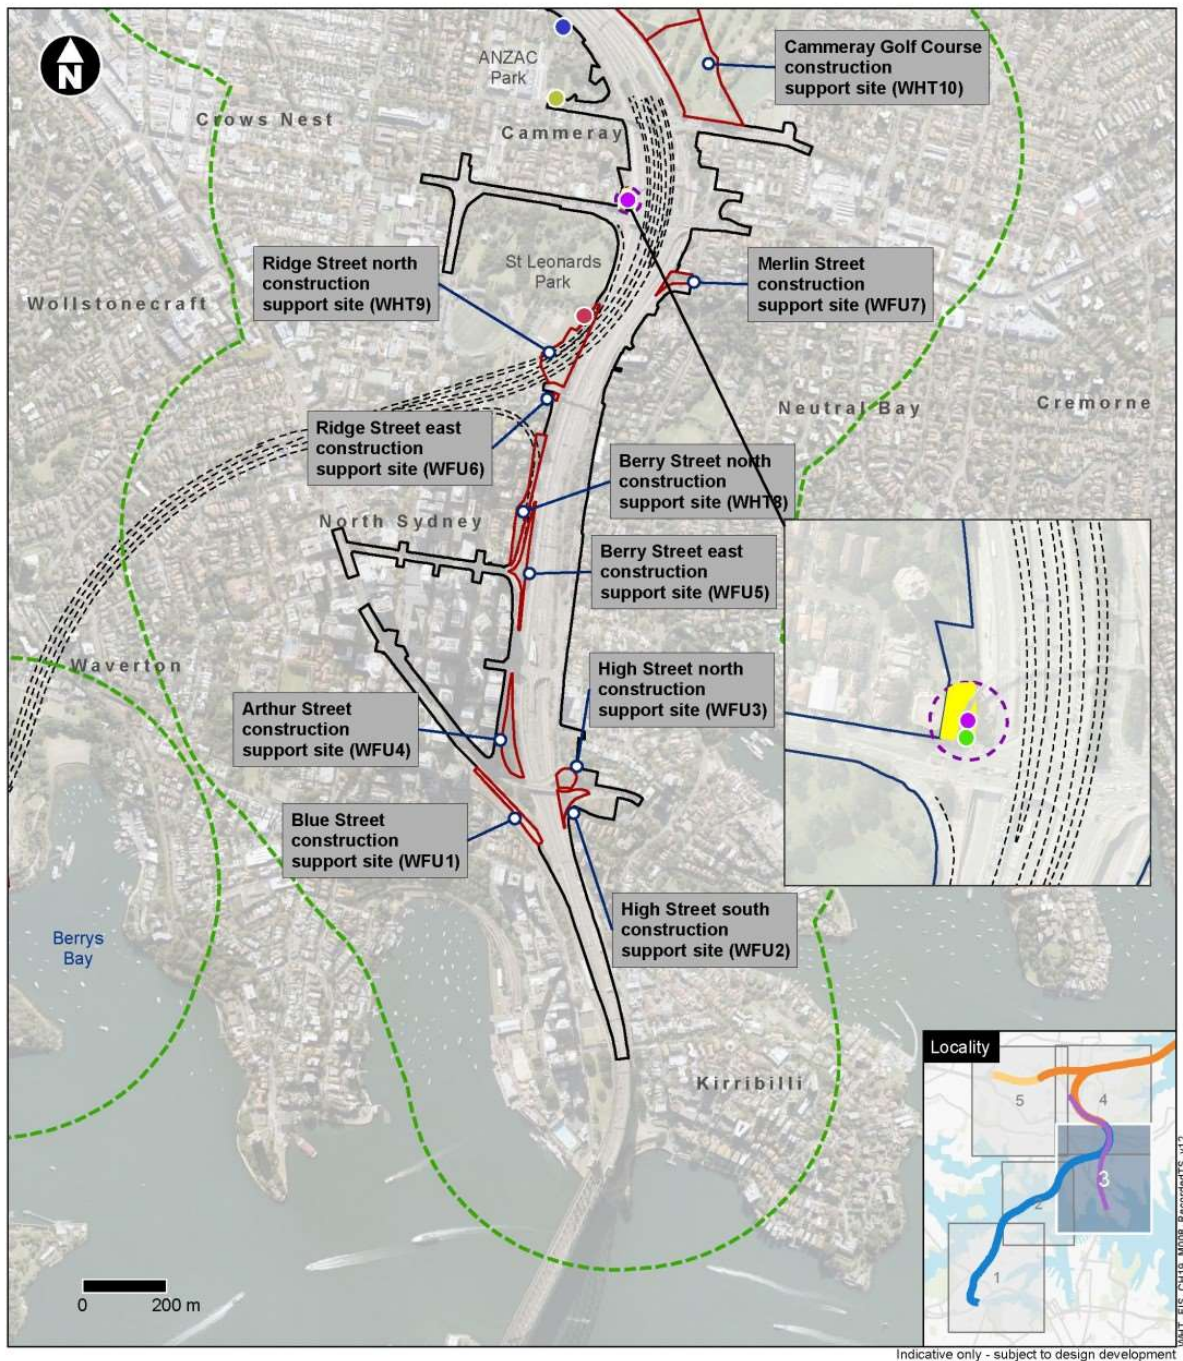 N
ANZAC
Park
Cammeray Golf Course
construction
support site (WHT10)
Crows Nest
Cammeray
Ridge Street north
construction
support site (WHT9)
St Leonards
Park
Merlin Street
construction
support site (WFU7)
Wollstonecraft
Neutral Bay
Cremorne
Ridge Street east
construction
support site (WFU6)
Berry Street north
construction
support site (WHT8)
North Sydney
Berry Street east
construction
support site (WFU5)
Waverton
High Street north
construction
support site (WFU3)
Arthur Street
construction
support site (WFU4)
Blue Street
construction
support site (WFU1)
High Street south
construction
support site (WFU2)
Berrys
Bay
Kirribilli
Locality
5
4
3
2
1
0 200 m
WHT_EIS_CH19_M008_RecordedTS_v12
Indicative only - subject to design development